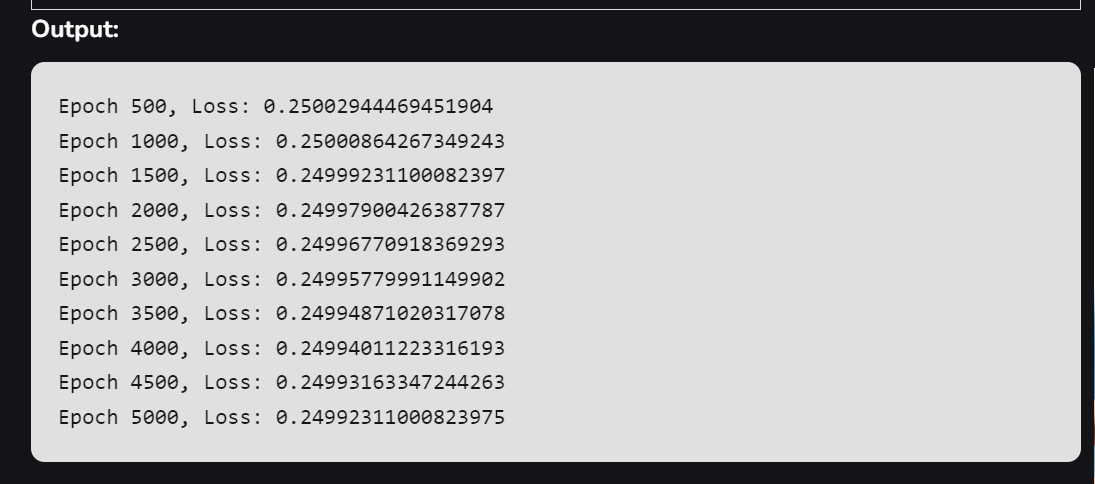 Output:
Epoch 500, Loss: 0.25002944469451904
Epoch 1000, Loss: 0.25000864267349243
Epoch 1500, Loss: 0.24999231100082397
Epoch 2000, Loss: 0.24997900426387787
Epoch 2500, Loss: 0.24996770918369293
Epoch 3000, Loss: 0.24995779991149902
Epoch 3500, Loss: 0.24994871020317078
Epoch 4000, Loss: 0.24994011223316193
Epoch 4500, Loss: 0.24993163347244263
Epoch 5000, Loss: 0.24992311000823975